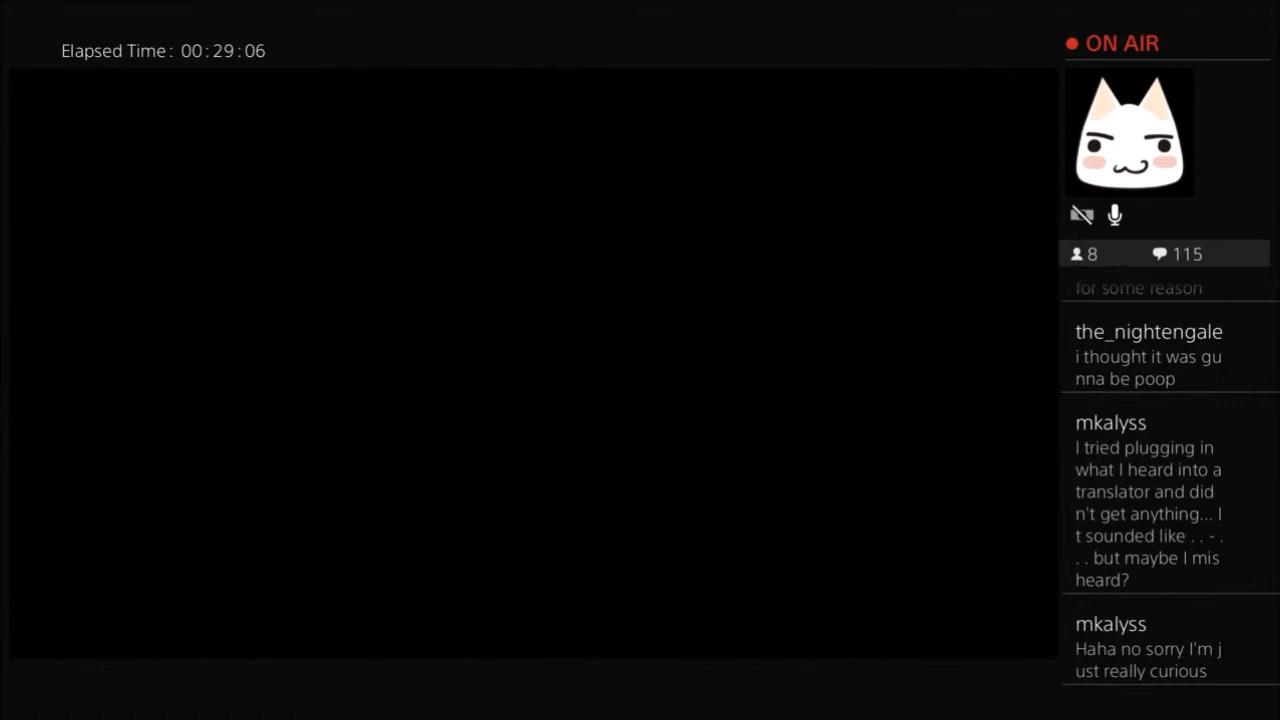 Elapsed Time: 00:29:06
ON AIR
8 115
for some reason
the_nightengale
i thought it was gu
nna be poop
mkalyss
I tried plugging in
what I heard into a
translator and did
n't get anything... I
t sounded like . . - .
. . but maybe I mis
heard?
mkalyss
Haha no sorry I'm j
ust really curious